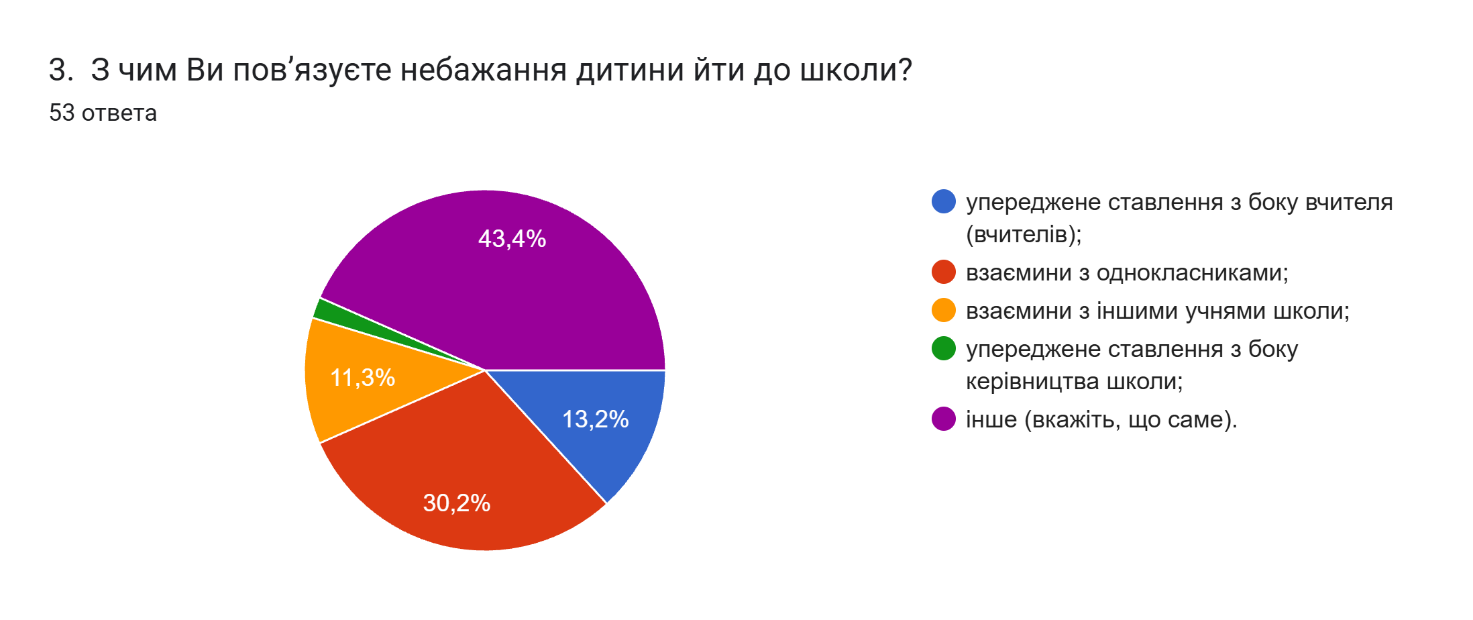 3. З чим Ви пов’язуєте небажання дитини йти до школи?
53 ответа
43,4%
11,3%
13,2%
30,2%
упереджене ставлення з боку вчителя
(вчителів);
взаємини з однокласниками;
взаємини з іншими учнями школи;
упереджене ставлення з боку
керівництва школи;
інше (вкажіть, що саме).